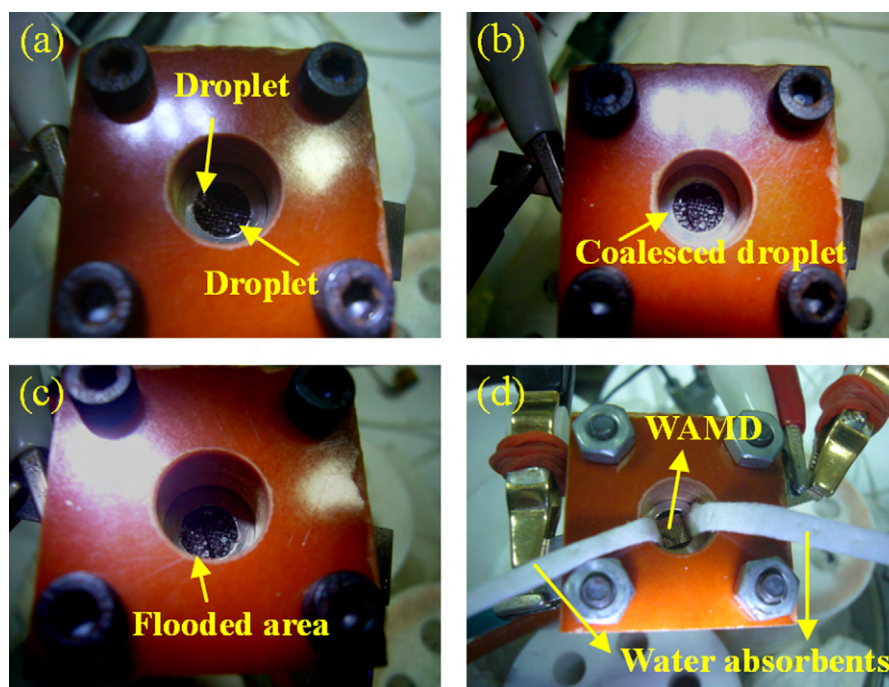 (a)
Droplet
Droplet
(b)
Coalesced droplet
(c)
Flooded area
(d)
WAMD
Water absorbents